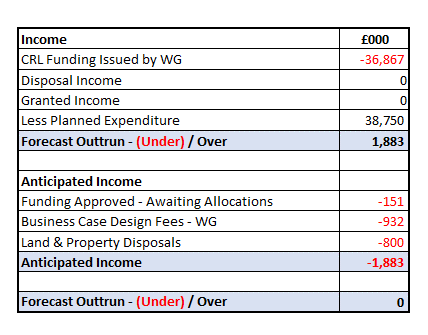 Income £000
CRL Funding Issued by WG -36,867
Disposal Income 0
Granted Income 0
Less Planned Expenditure 38,750
Forecast Outtrun - (Under) / Over 1,883
Anticipated Income
Funding Approved - Awaiting Allocations -151
Business Case Design Fees - WG -932
Land & Property Disposals -800
Anticipated Income -1,883
Forecast Outtrun - (Under) / Over 0